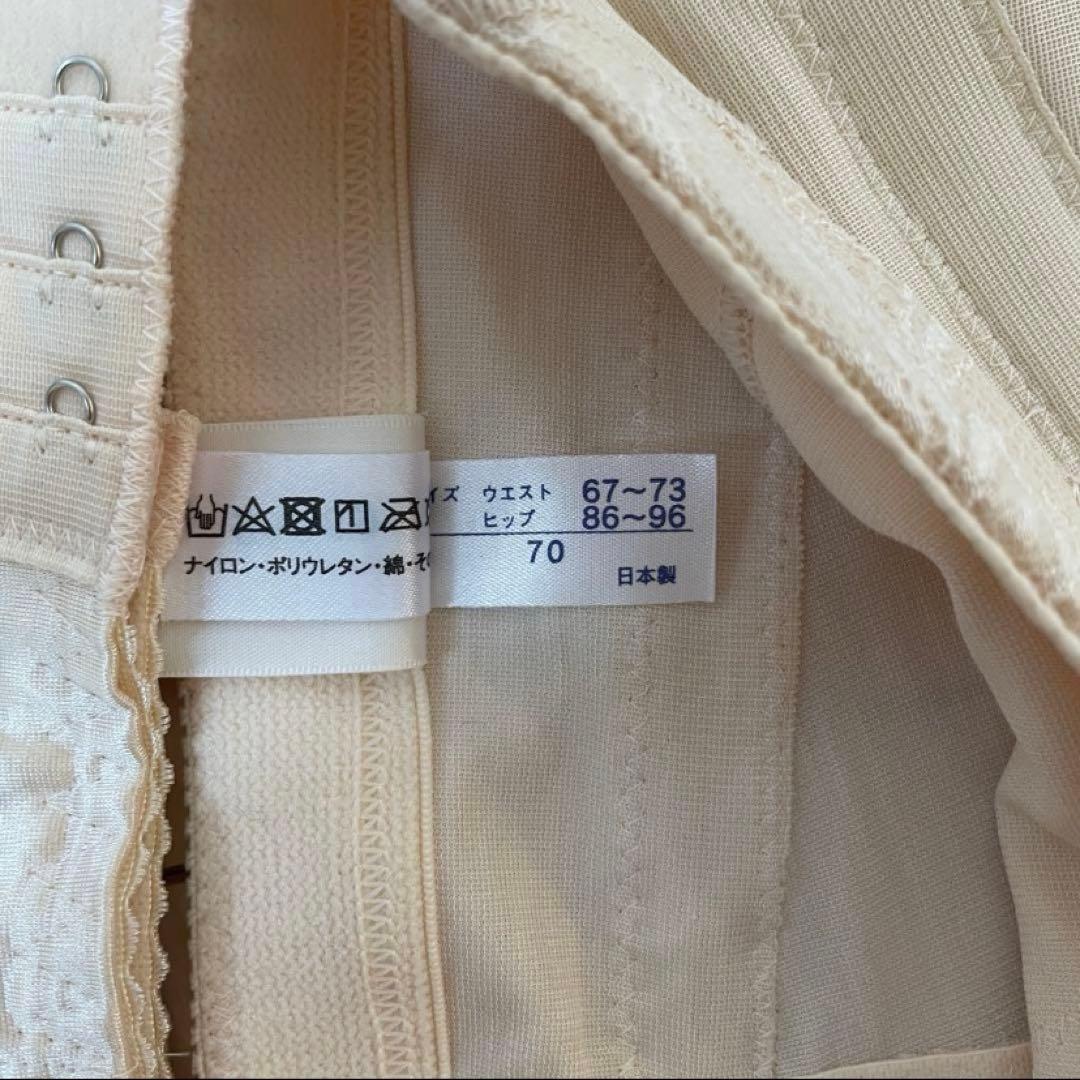 イズ ウエスト 67〜73
ヒップ 86〜96
70
日本製
ナイロン・ポリウレタン・綿・そ